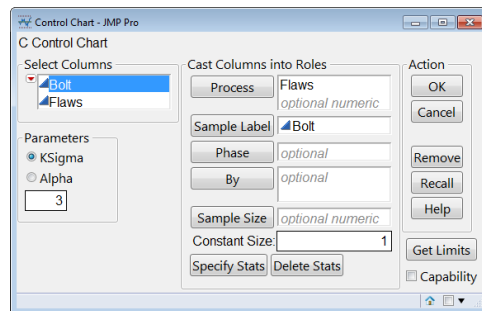 Control Chart - JMP Pro
C Control Chart
Select Columns
Bolt
Flaws
Parameters
KSigma
Alpha
3
Cast Columns into Roles
Process
Flaws
optional numeric
Sample Label
Bolt
Phase
optional
By
optional
Sample Size
optional numeric
Constant Size:
1
Specify Stats
Delete Stats
Action
OK
Cancel
Remove
Recall
Help
Get Limits
Capability